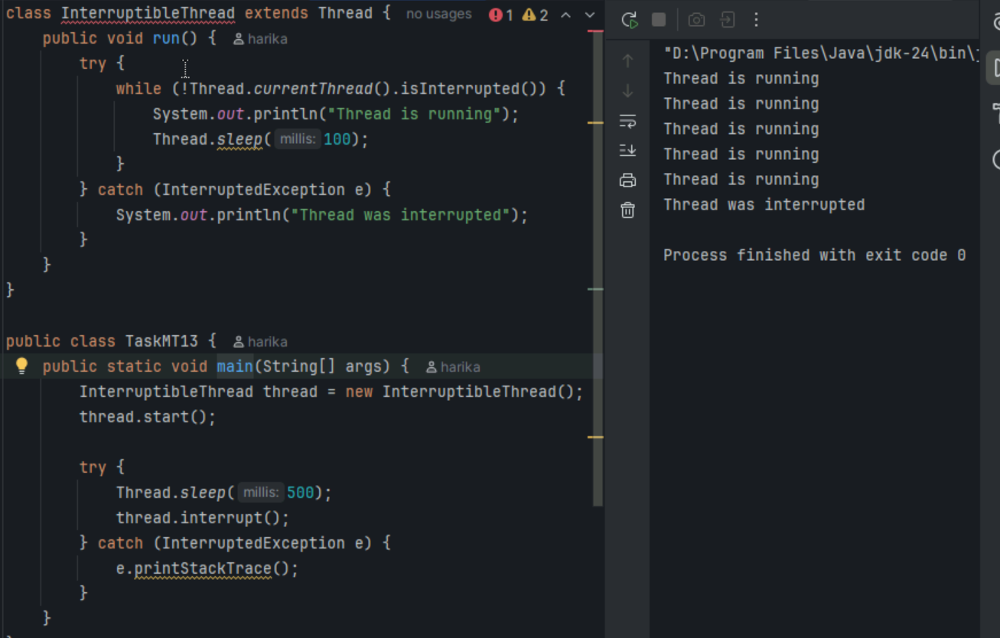 class InterruptibleThread extends Thread { no usages 1 2
public void run() { harika
try {
while (!Thread.currentThread().isInterrupted()) {
System.out.println("Thread is running");
Thread.sleep( millis: 100);
}
} catch (InterruptedException e) {
System.out.println("Thread was interrupted");
}
}
}
public class TaskMT13 { harika
public static void main(String[] args) { harika
InterruptibleThread thread = new InterruptibleThread();
thread.start();
try {
Thread.sleep( millis: 500);
thread.interrupt();
} catch (InterruptedException e) {
e.printStackTrace();
}
}
"D:\Program Files\Java\jdk-24\bin\
Thread is running
Thread is running
Thread is running
Thread is running
Thread is running
Thread was interrupted
Process finished with exit code 0